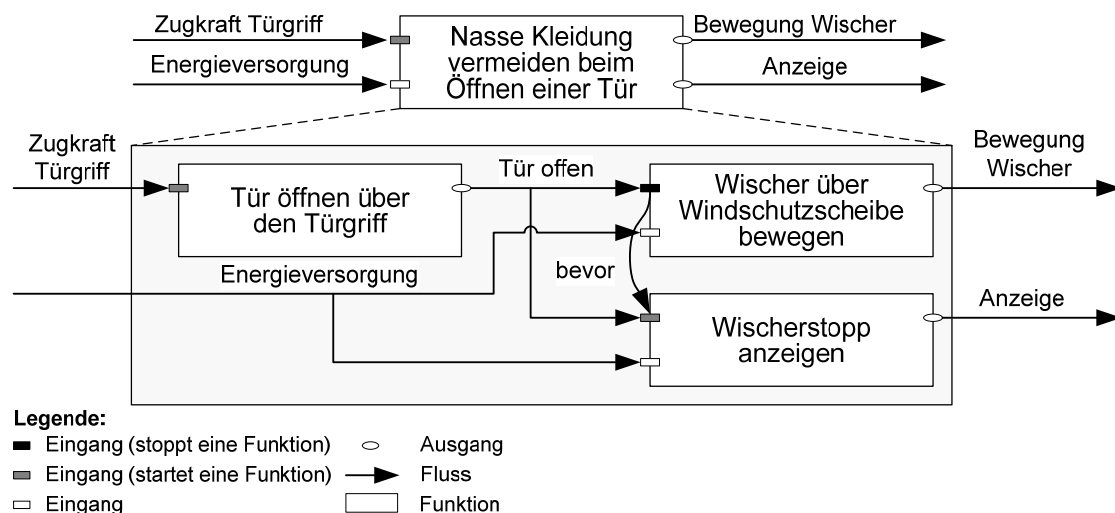 Zugkraft Türgriff
Energieversorgung
Nasse Kleidung
vermeiden beim
Öffnen einer Tür
Bewegung Wischer
Anzeige
Zugkraft
Türgriff
Tür öffnen über
den Türgriff
Tür offen
Wischer über
Windschutzscheibe
bewegen
Bewegung
Wischer
Energieversorgung
bevor
Wischerstopp
anzeigen
Anzeige
Legende:
Eingang (stoppt eine Funktion)
Ausgang
Eingang (startet eine Funktion)
Fluss
Eingang
Funktion